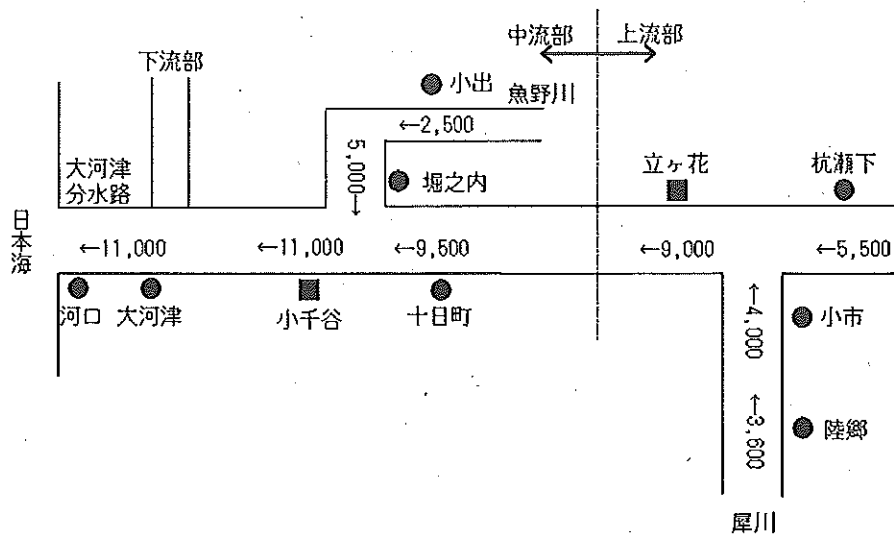 中流部
上流部
下流部
小出
魚野川
←2,500
5,000→
大河津
分水路
堀之内
立ヶ花
杭瀬下
日本海
←11,000
←11,000
←9,500
←9,000
←5,500
河口
大河津
小千谷
十日町
←4,000
小市
←3,600
陸郷
犀川